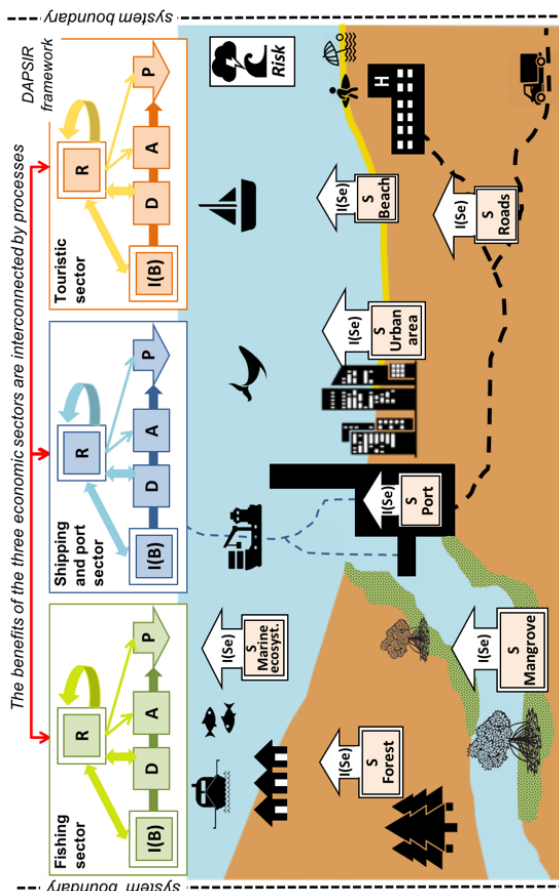 The benefits of the three economic sectors are interconnected by processes
system boundary
system boundary
DAPSIR
framework
Fishing
sector
R
I(B)
D
A
P
Shipping
and port
sector
R
I(B)
D
A
P
Touristic
sector
R
I(B)
D
A
P
Risk
I(Se)
S
Marine
ecosyst.
I(Se)
S
Forest
I(Se)
S
Mangrove
I(Se)
S
Port
I(Se)
S
Urban
area
I(Se)
S
Beach
I(Se)
S
Roads
H